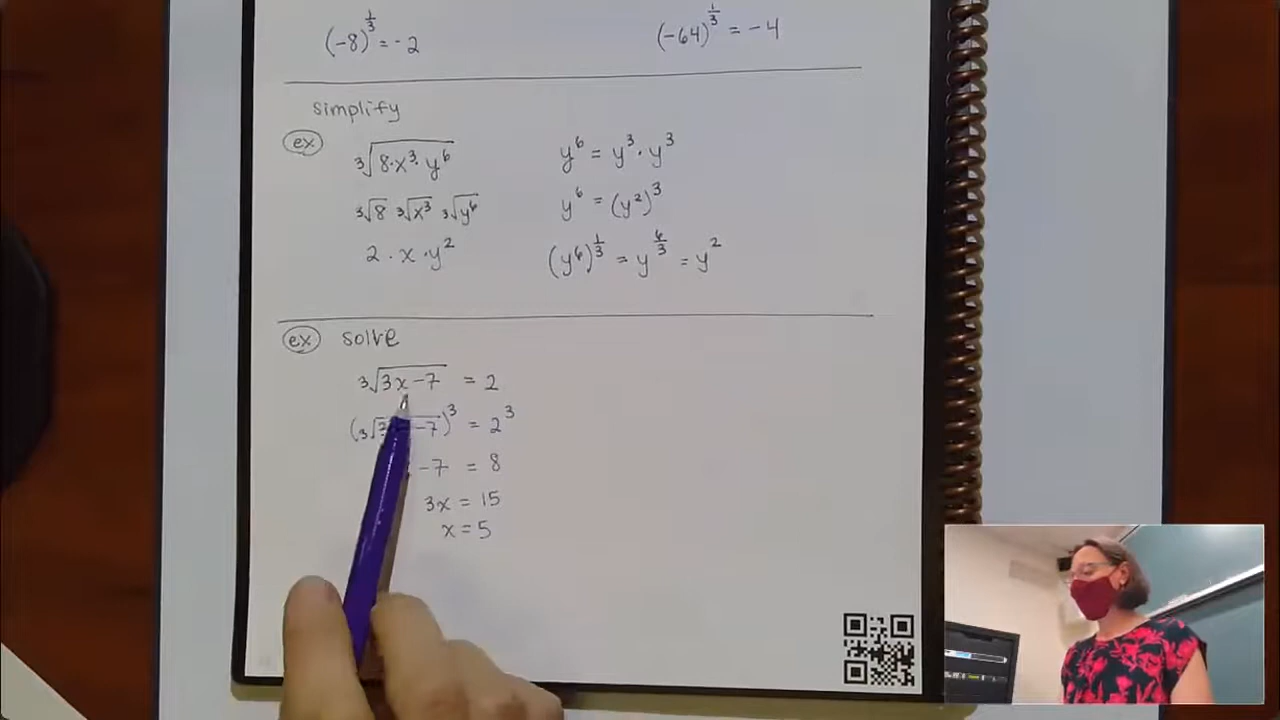 (-8)^{1/3} = -2
(-64)^{1/3} = -4
simplify
ex
∛(8·x³·y⁶)
∛8 ∛x³ ∛y⁶
2 · x · y²
y⁶ = y³ · y³
y⁶ = (y²)³
(y⁶)^{1/3} = y^{6/3} = y²
ex solve
∛(3x-7) = 2
-7)³ = 2³
-7 = 8
3x = 15
x = 5